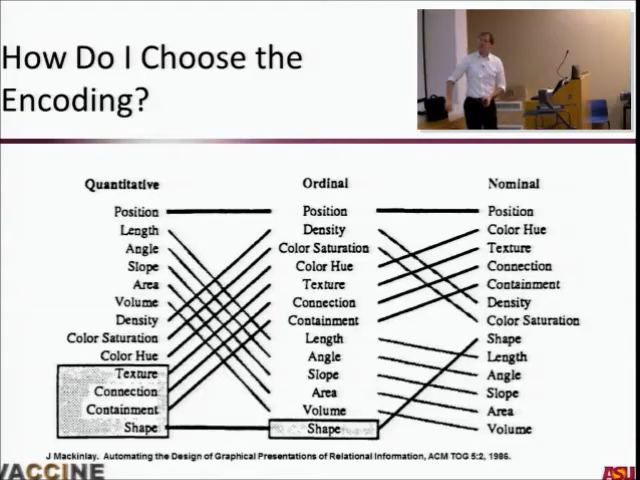 How Do I Choose the
Encoding?
Quantitative Ordinal Nominal
Position Position Position
Length Density Color Hue
Angle Color Saturation Texture
Slope Color Hue Connection
Area Texture Containment
Volume Connection Density
Density Containment Color Saturation
Color Saturation Length Shape
Color Hue Angle Length
Texture Slope Angle
Connection Area Slope
Containment Volume Area
Shape Shape Volume
J Mackinlay. Automating the Design of Graphical Presentations of Relational Information, ACM TOG 5:2, 1986.
VACCINE
ASU